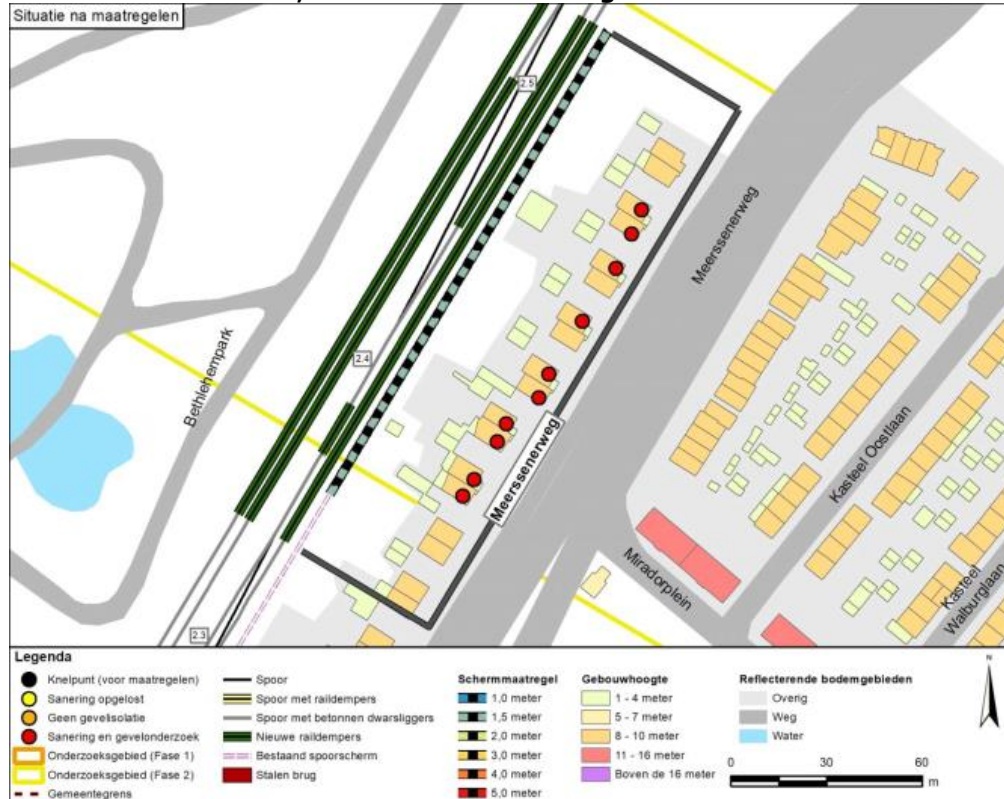 Situatie na maatregelen
2.5
Meerssenerweg
2.4
Bethlehempark
Meerssenerweg
Kasteel Oostlaan
Miradorplein
Kasteel
Walburglaan
2.3
Legenda
Knelpunt (voor maatregelen)
Sanering opgelost
Geen gevelisolatie
Sanering en gevelonderzoek
Onderzoeksgebied (Fase 1)
Onderzoeksgebied (Fase 2)
Gemeentegrens
Spoor
Spoor met raildempers
Spoor met betonnen dwarsliggers
Nieuwe raildempers
Bestaand spoorscherm
Stalen brug
Schermmaatregel
1,0 meter
1,5 meter
2,0 meter
3,0 meter
4,0 meter
5,0 meter
Gebouwhoogte
1 - 4 meter
5 - 7 meter
8 - 10 meter
11 - 16 meter
Boven de 16 meter
Reflecterende bodemgebieden
Overig
Weg
Water
N
0 30 60
m